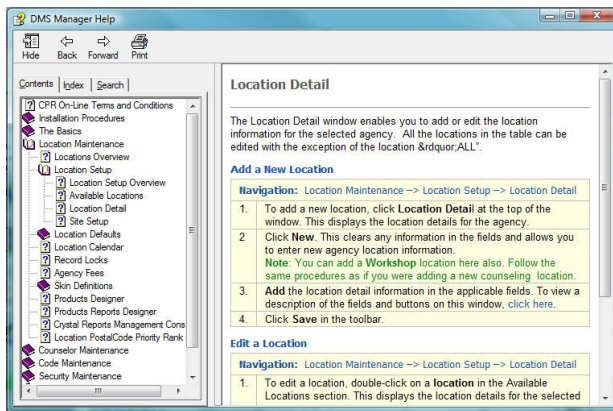 DMS Manager Help
Hide Back Forward Print
Contents Index Search
CPR On-Line Terms and Conditions
Installation Procedures
The Basics
Location Maintenance
Locations Overview
Location Setup
Location Setup Overview
Available Locations
Location Detail
Site Setup
Location Defaults
Location Calendar
Record Locks
Agency Fees
Skin Definitions
Products Designer
Products Reports Designer
Crystal Reports Management Cons
Location PostalCode Priority Rank
Counselor Maintenance
Code Maintenance
Security Maintenance
Location Detail
The Location Detail window enables you to add or edit the location
information for the selected agency. All the locations in the table can be
edited with the exception of the location &rdquor;ALL".
Add a New Location
Navigation: Location Maintenance –> Location Setup –> Location Detail
1. To add a new location, click Location Detail at the top of the
window. This displays the location details for the agency.
2 Click New. This clears any information in the fields and allows you
to enter new agency location information.
Note: You can add a Workshop location here also. Follow the
same procedures as if you were adding a new counseling location.
3. Add the location detail information in the applicable fields. To view a
description of the fields and buttons on this window, click here.
4. Click Save in the toolbar.
Edit a Location
Navigation: Location Maintenance –> Location Setup –> Location Detail
1. To edit a location, double-click on a location in the Available
Locations section. This displays the location details for the selected